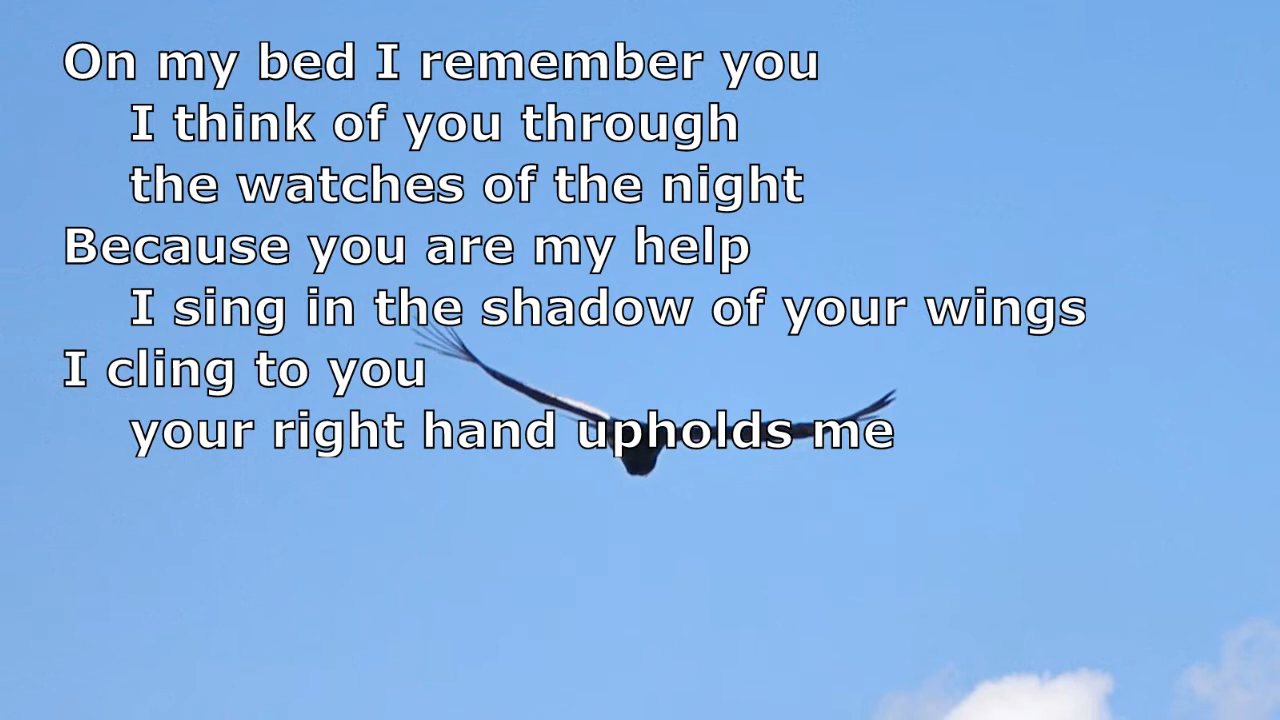 On my bed I remember you
I think of you through
the watches of the night
Because you are my help
I sing in the shadow of your wings
I cling to you
your right hand upholds me